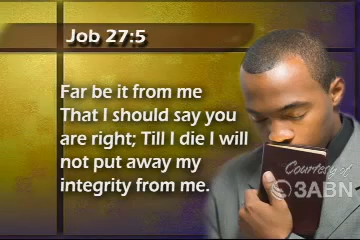 Job 27:5
Far be it from me
That I should say you
are right; Till I die I will
not put away my
integrity from me.
Courtesy of
3ABN